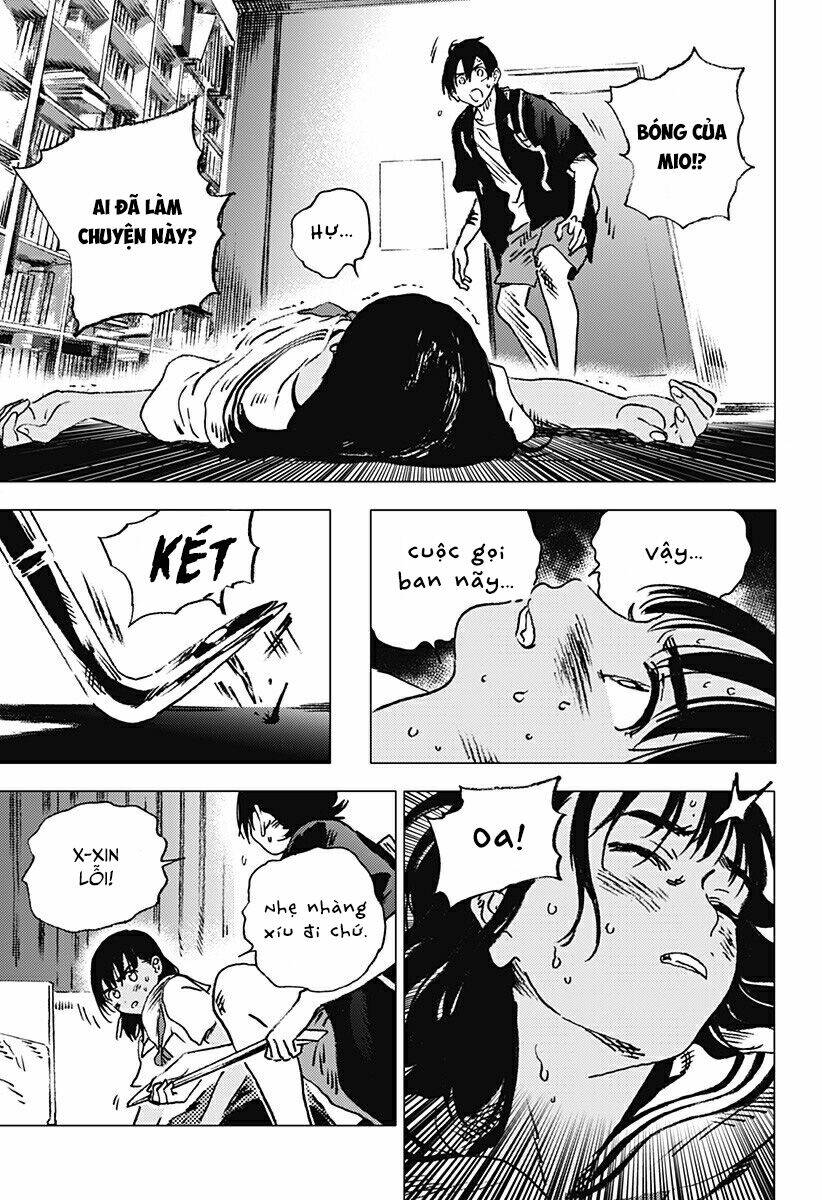 BÓNG CỦA
MIO!?
HỰ...
AI ĐÃ LÀM
CHUYỆN NÀY?
VẬY...
CUỘC GỌI
BAN NÃY...
KÉT
OA!
NHẸ NHÀNG
XÍU ĐI CHỨ.
X-XIN
LỖI!